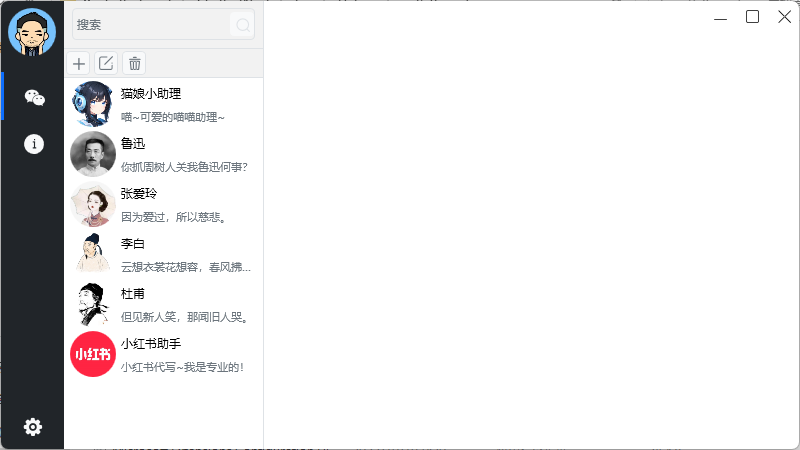 搜索
猫娘小助理
喵~可爱的喵喵助理~
鲁迅
你抓周树人关我鲁迅何事?
张爱玲
因为爱过，所以慈悲。
李白
云想衣裳花想容，春风拂...
杜甫
但见新人笑，那闻旧人哭。
小红书
小红书助手
小红书代写~我是专业的!